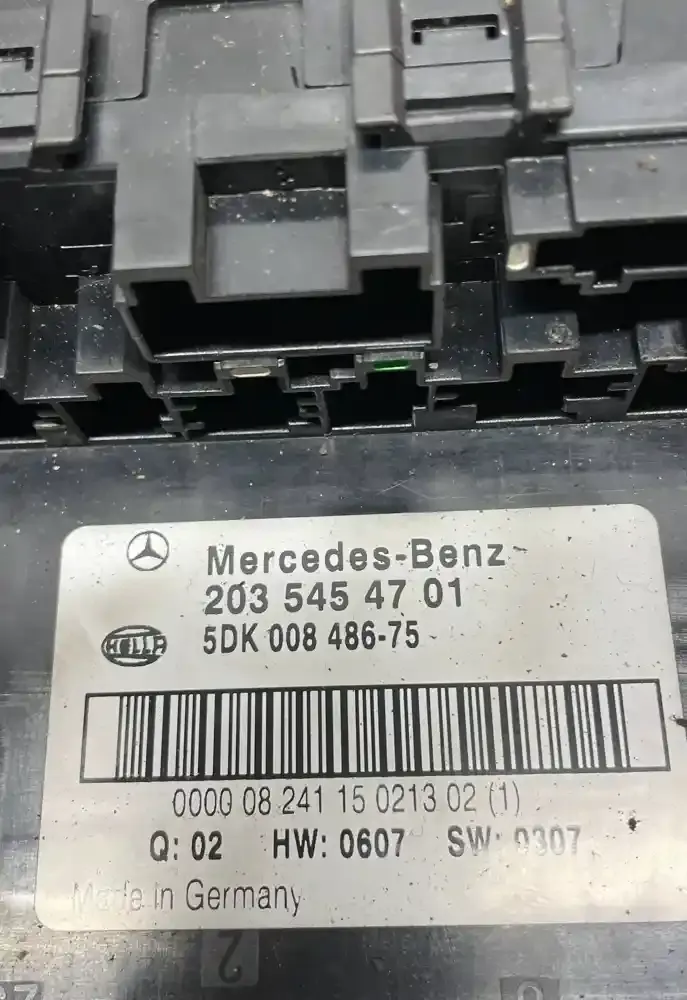 Mercedes-Benz
203 545 47 01
HELLA
5DK 008 486-75
0000 08 241 15 0213 02 (1)
Q: 02 HW: 0607 SW: 0307
Made in Germany
2